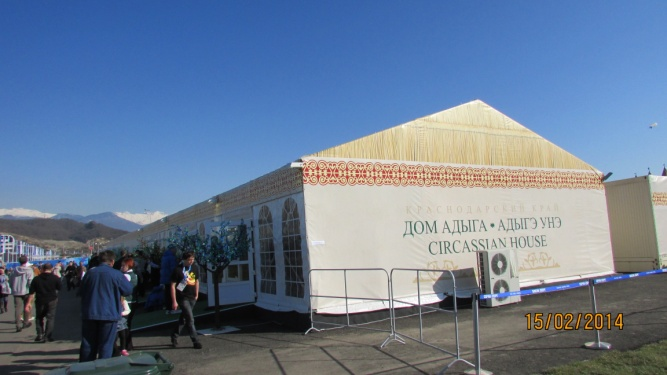 КРАСНОДАРСКИЙ КРАЙ
ДОМ АДЫГА • АДЫГЭ УНЭ
CIRCASSIAN HOUSE
15/02/2014